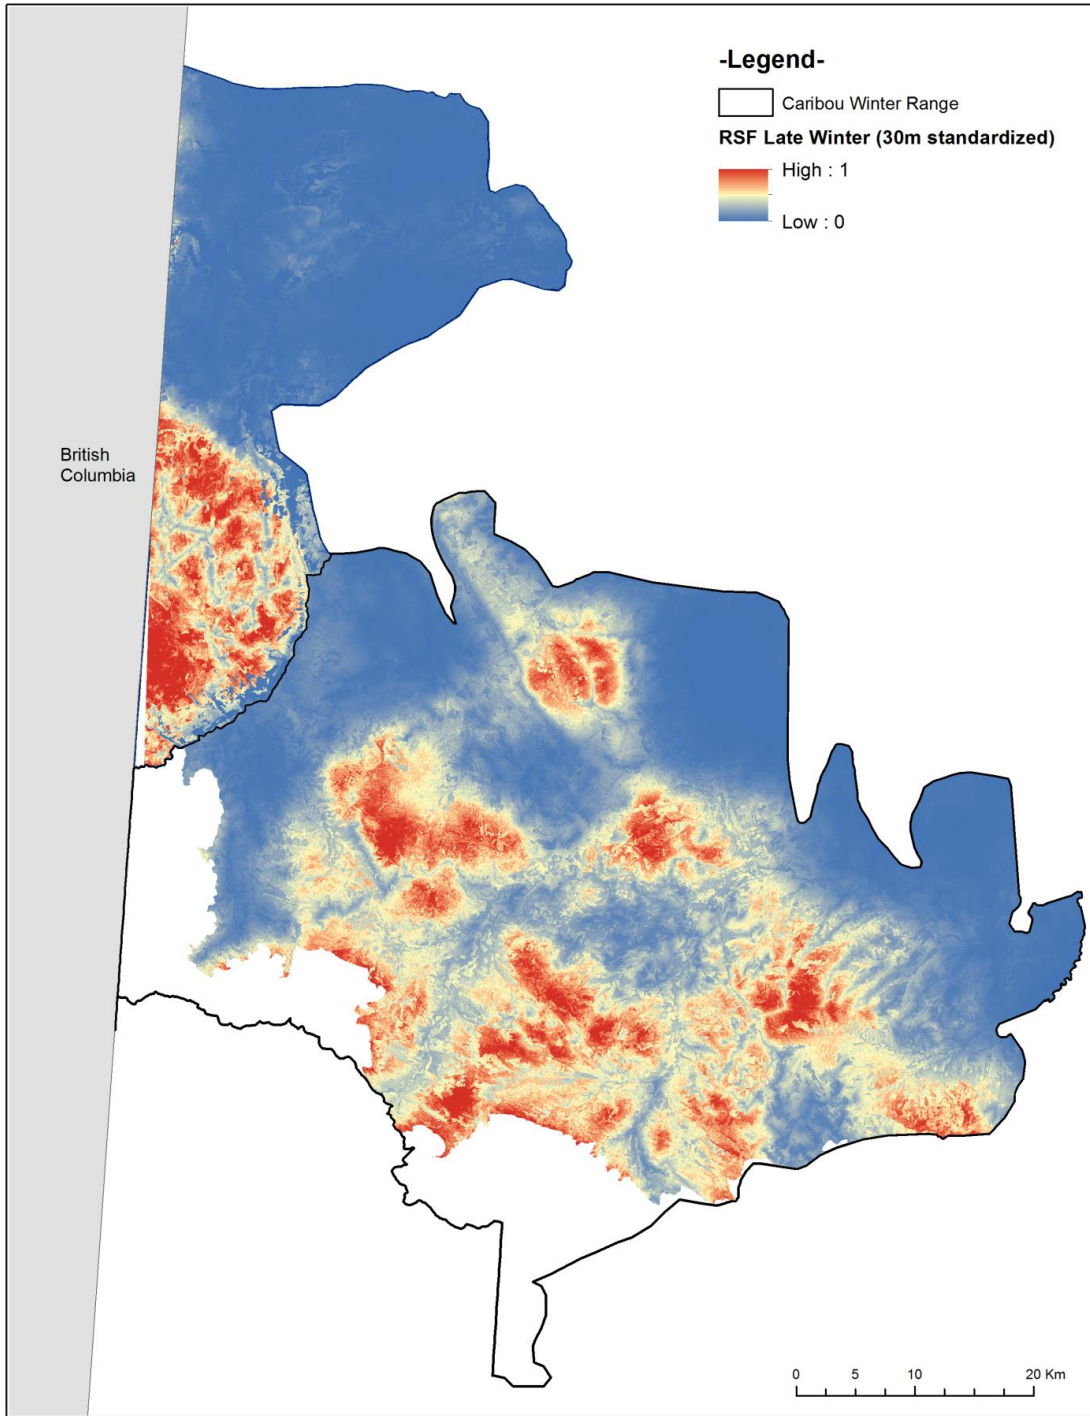 -Legend-
Caribou Winter Range
RSF Late Winter (30m standardized)
High : 1
Low : 0
British
Columbia
0 5 10 20 Km